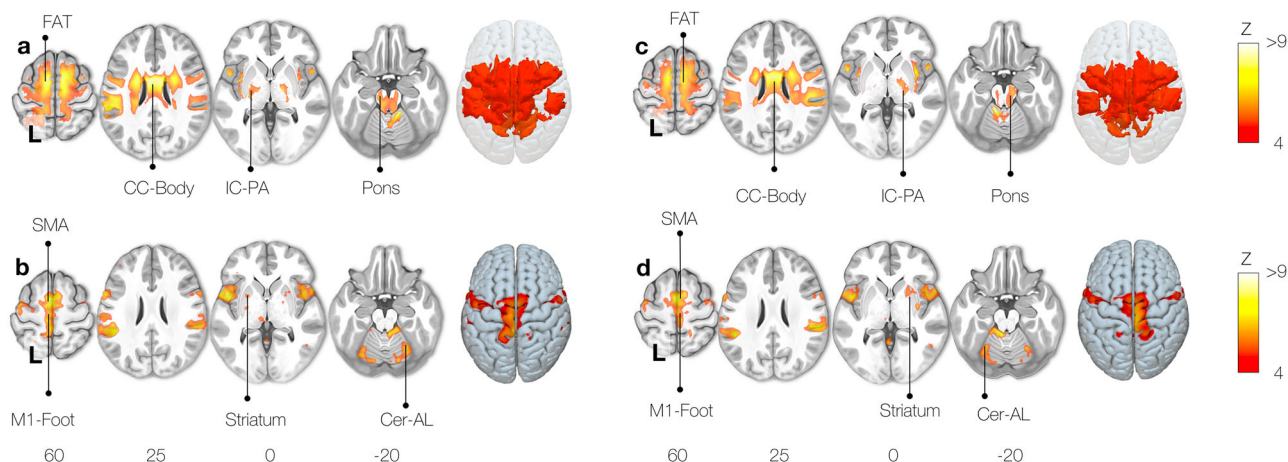 FAT
a
L
CC-Body
IC-PA
Pons
FAT
c
L
CC-Body
IC-PA
Pons
Z
>9
4
SMA
b
L
M1-Foot
Striatum
Cer-AL
60
25
0
-20
SMA
d
L
M1-Foot
Striatum
Cer-AL
60
25
0
-20
Z
>9
4